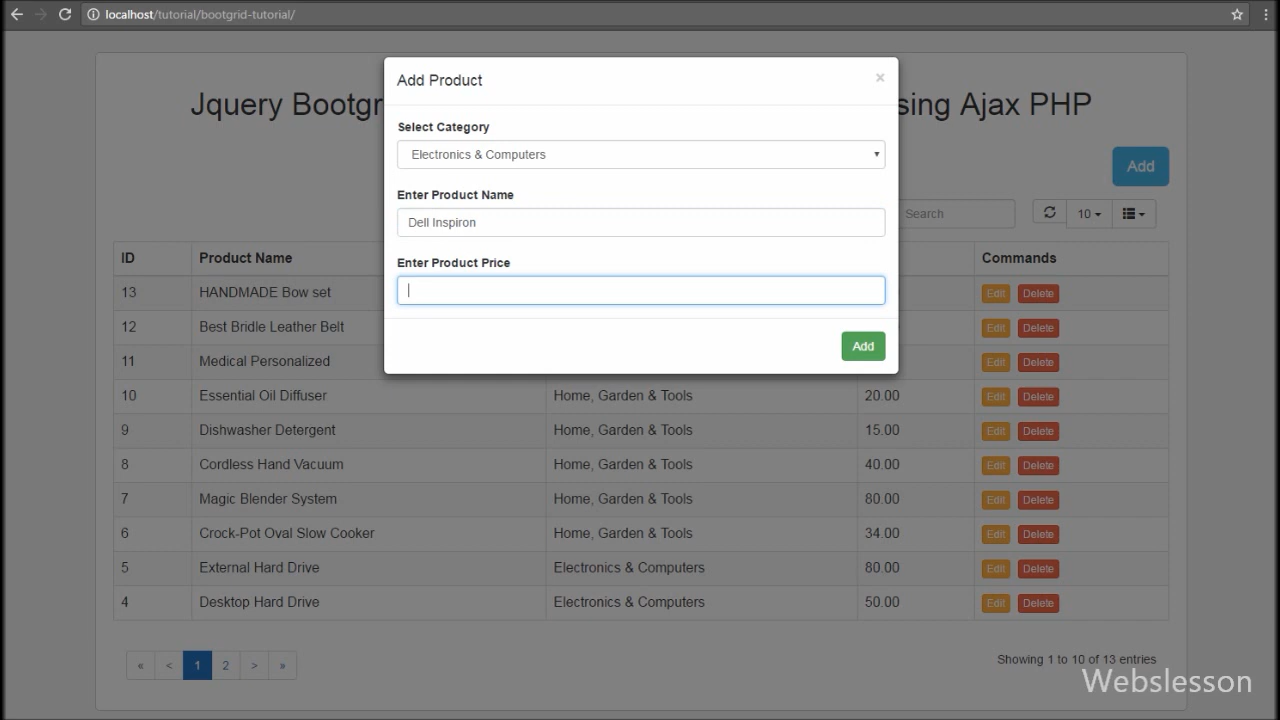 localhost/tutorial/bootgrid-tutorial/
Add Product ×
Jquery Bootgr sing Ajax PHP
Select Category
Electronics & Computers
Add
Enter Product Name
Dell Inspiron
Search 10
Enter Product Price
ID Product Name Commands
13 HANDMADE Bow set Edit Delete
12 Best Bridle Leather Belt Edit Delete
Add
11 Medical Personalized Edit Delete
10 Essential Oil Diffuser Home, Garden & Tools 20.00 Edit Delete
9 Dishwasher Detergent Home, Garden & Tools 15.00 Edit Delete
8 Cordless Hand Vacuum Home, Garden & Tools 40.00 Edit Delete
7 Magic Blender System Home, Garden & Tools 80.00 Edit Delete
6 Crock-Pot Oval Slow Cooker Home, Garden & Tools 34.00 Edit Delete
5 External Hard Drive Electronics & Computers 80.00 Edit Delete
4 Desktop Hard Drive Electronics & Computers 50.00 Edit Delete
« < 1 2 > » Showing 1 to 10 of 13 entries
Webslesson